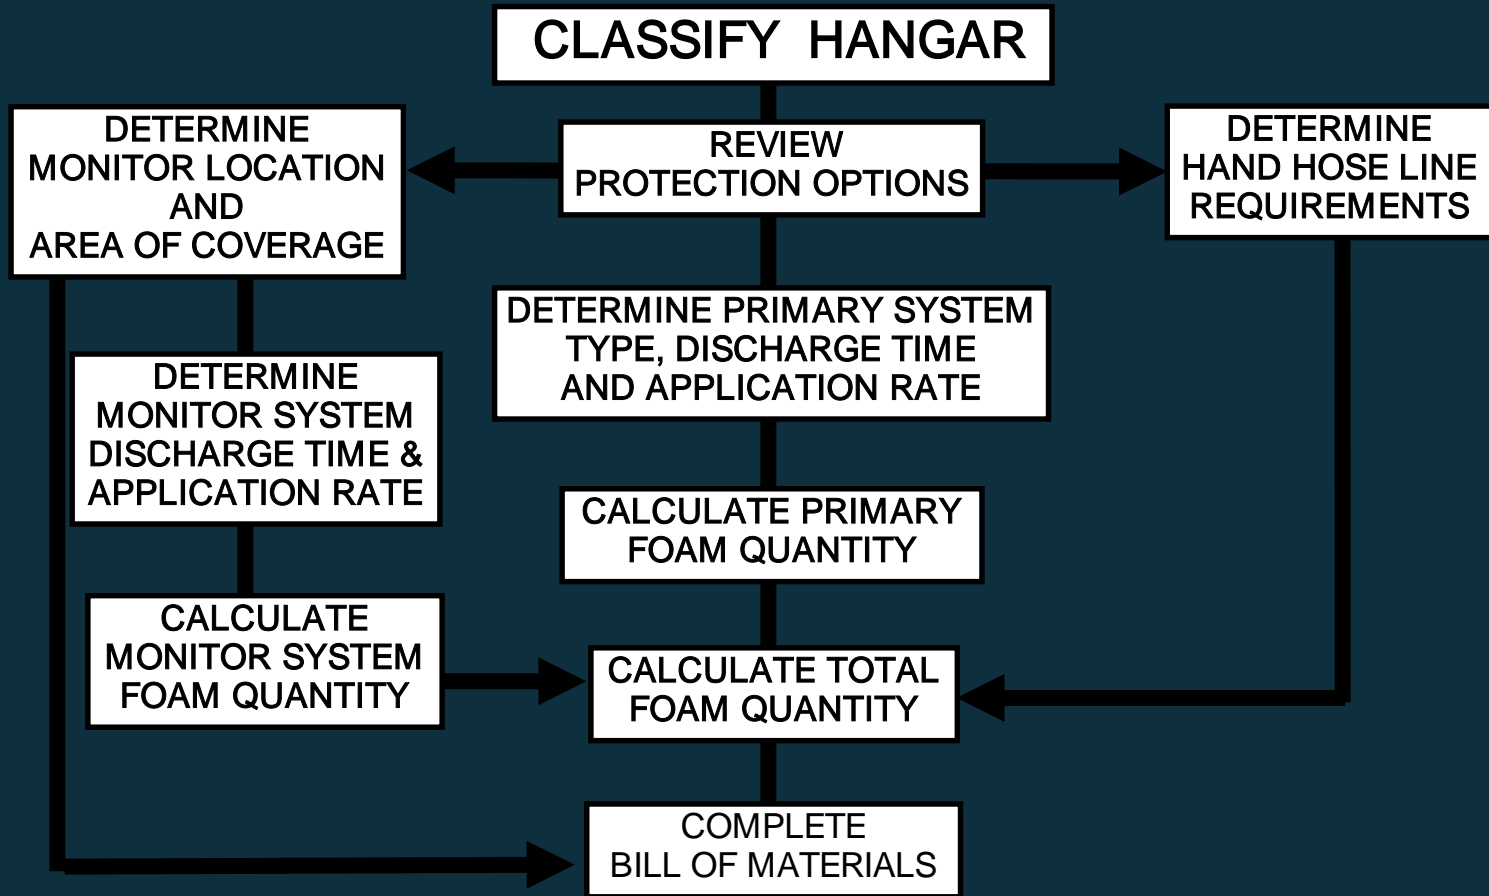 CLASSIFY HANGAR
DETERMINE
MONITOR LOCATION
AND
AREA OF COVERAGE
REVIEW
PROTECTION OPTIONS
DETERMINE
HAND HOSE LINE
REQUIREMENTS
DETERMINE PRIMARY SYSTEM
TYPE, DISCHARGE TIME
AND APPLICATION RATE
DETERMINE
MONITOR SYSTEM
DISCHARGE TIME &
APPLICATION RATE
CALCULATE PRIMARY
FOAM QUANTITY
CALCULATE
MONITOR SYSTEM
FOAM QUANTITY
CALCULATE TOTAL
FOAM QUANTITY
COMPLETE
BILL OF MATERIALS